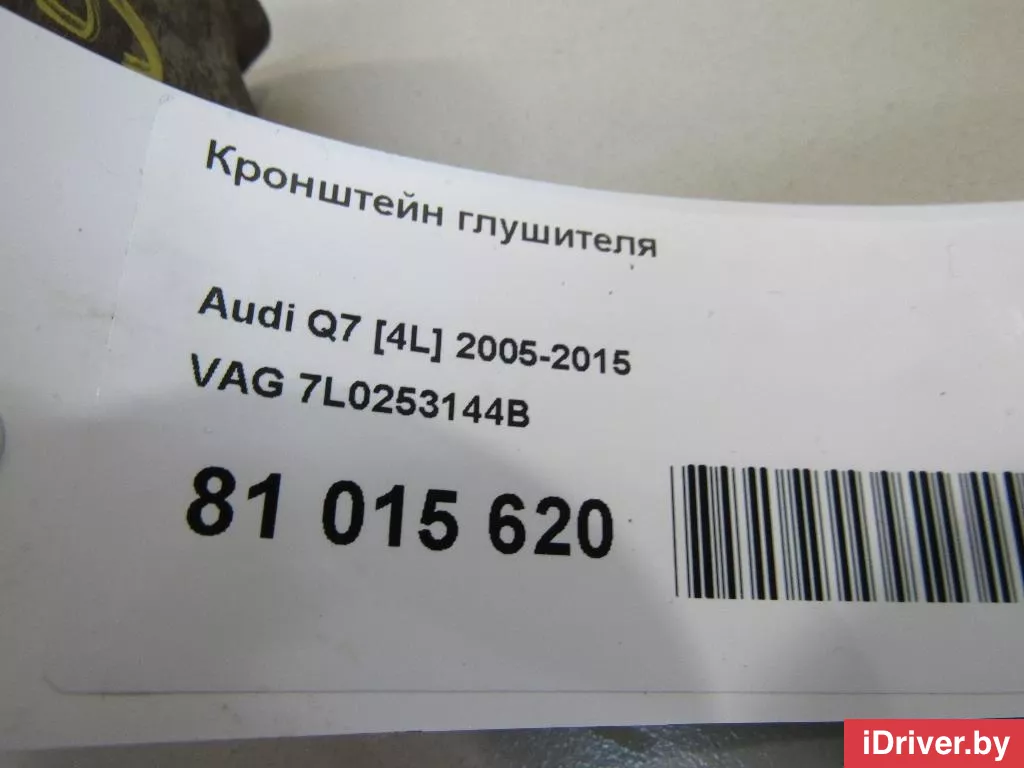 Кронштейн глушителя
Audi Q7 [4L] 2005-2015
VAG 7L0253144B
81 015 620
iDriver.by